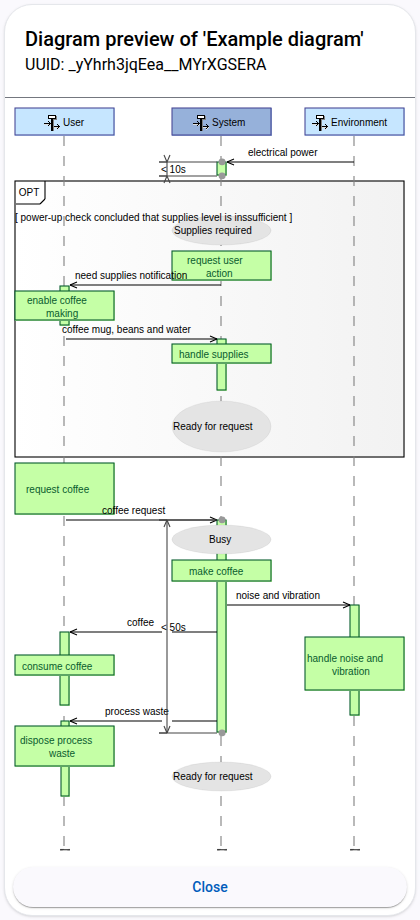 Diagram preview of 'Example diagram'
UUID: _yYhrh3jqEea__MYrXGSERA
User
System
Environment
electrical power
< 10s
OPT
[ power-up check concluded that supplies level is inssufficient ]
Supplies required
request user
action
need supplies notification
enable coffee
making
coffee mug, beans and water
handle supplies
Ready for request
request coffee
coffee request
Busy
make coffee
noise and vibration
coffee
< 50s
handle noise and
vibration
consume coffee
process waste
dispose process
waste
Ready for request
Close